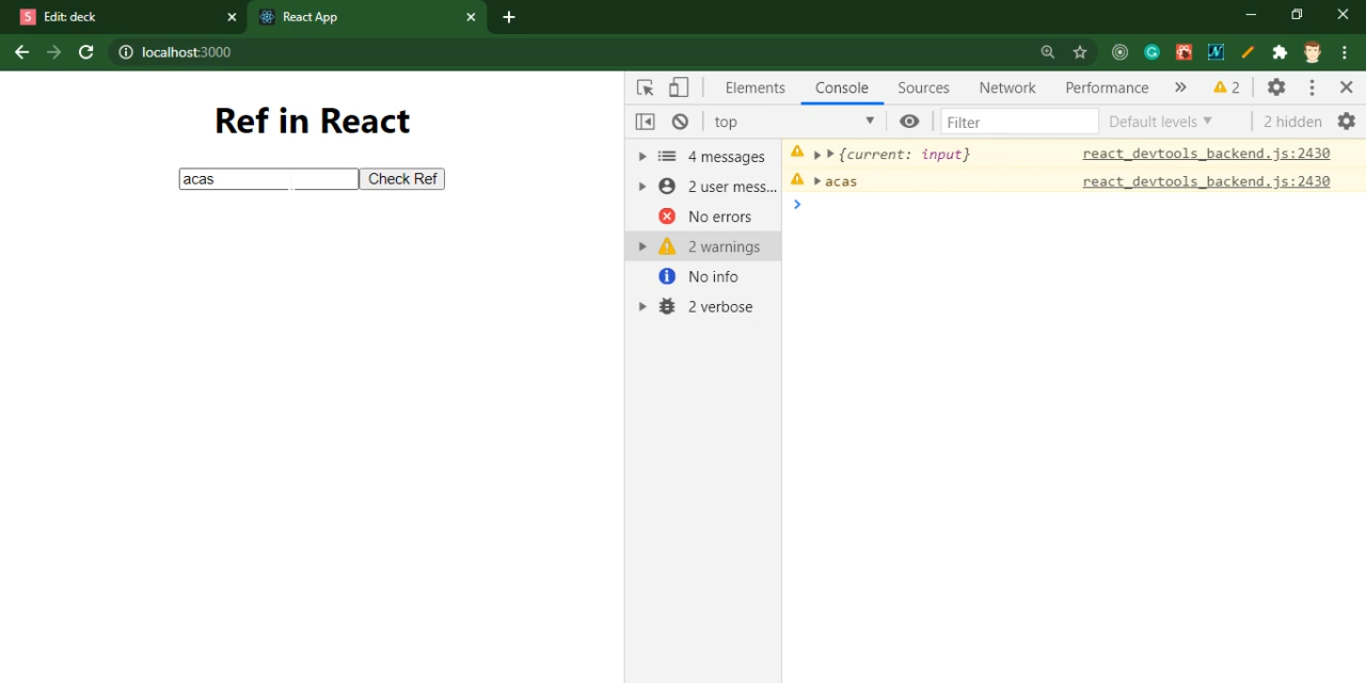 S Edit: deck
React App
localhost:3000
Ref in React
acas
Check Ref
Elements
Console
Sources
Network
Performance
»
2
top
Filter
Default levels
2 hidden
4 messages
2 user mess...
No errors
2 warnings
No info
2 verbose
{current: input}
react_devtools_backend.js:2430
acas
react_devtools_backend.js:2430